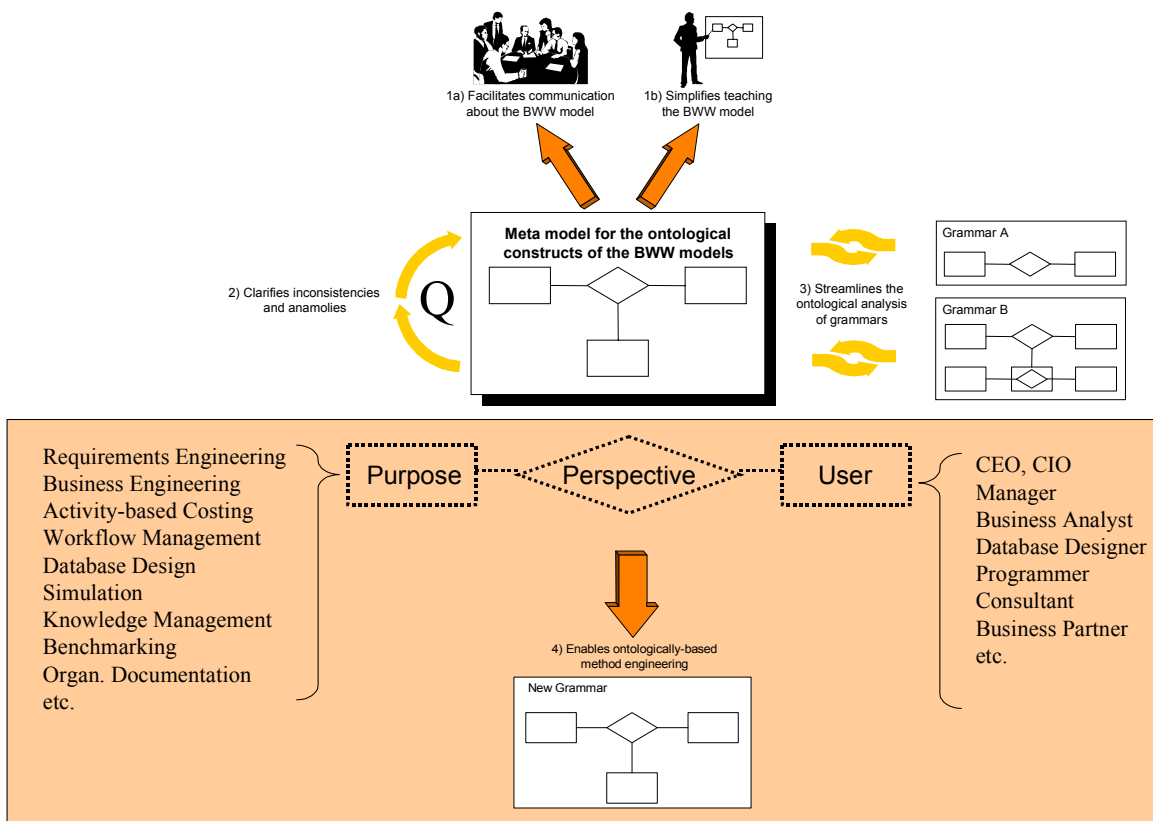 1a) Facilitates communication
about the BWW model
1b) Simplifies teaching
the BWW model
Meta model for the ontological
constructs of the BWW models
2) Clarifies inconsistencies
and anamolies
Q
3) Streamlines the
ontological analysis
of grammars
Grammar A
Grammar B
Requirements Engineering
Business Engineering
Activity-based Costing
Workflow Management
Database Design
Simulation
Knowledge Management
Benchmarking
Organ. Documentation
etc.
Purpose
Perspective
User
CEO, CIO
Manager
Business Analyst
Database Designer
Programmer
Consultant
Business Partner
etc.
4) Enables ontologically-based
method engineering
New Grammar